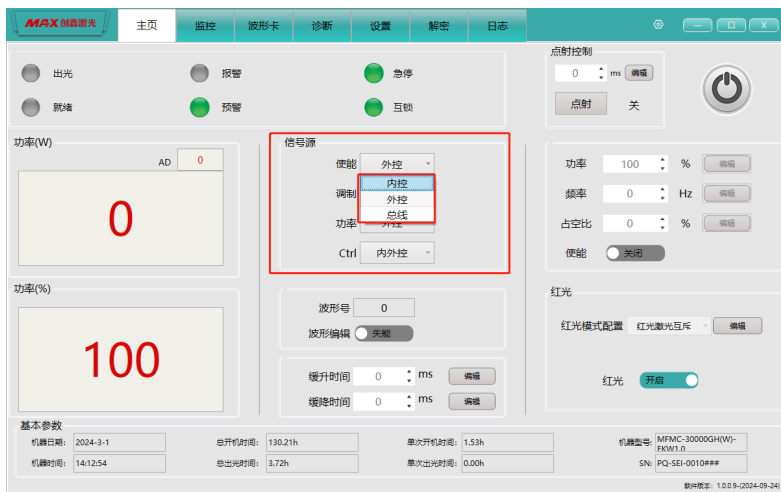 MAX 创鑫激光 主页 监控 波形卡 诊断 设置 解密 日志
出光 报警 急停
就绪 预警 互锁
点射控制
0 ms 编辑
点射 关
功率(W)
AD 0
0
信号源
使能 外控
内控
调制 外控
总线
功率 外控
Ctrl 内外控
功率 100 % 编辑
频率 0 Hz 编辑
占空比 0 % 编辑
使能 关闭
功率(%)
100
波形号 0
波形编辑 失能
缓升时间 0 ms 编辑
缓降时间 0 ms 编辑
红光
红光模式配置 红光激光互斥 编辑
红光 开启
基本参数
机器日期: 2024-3-1 总开机时间: 130.21h 单次开机时间: 1.53h 机器型号: MFMC-30000GH(W)-FKW1.0
机器时间: 14:12:54 总出光时间: 3.72h 单次出光时间: 0.00h SN: PQ-SEI-0010###
软件版本: 1.0.0.9-(2024-09-24)